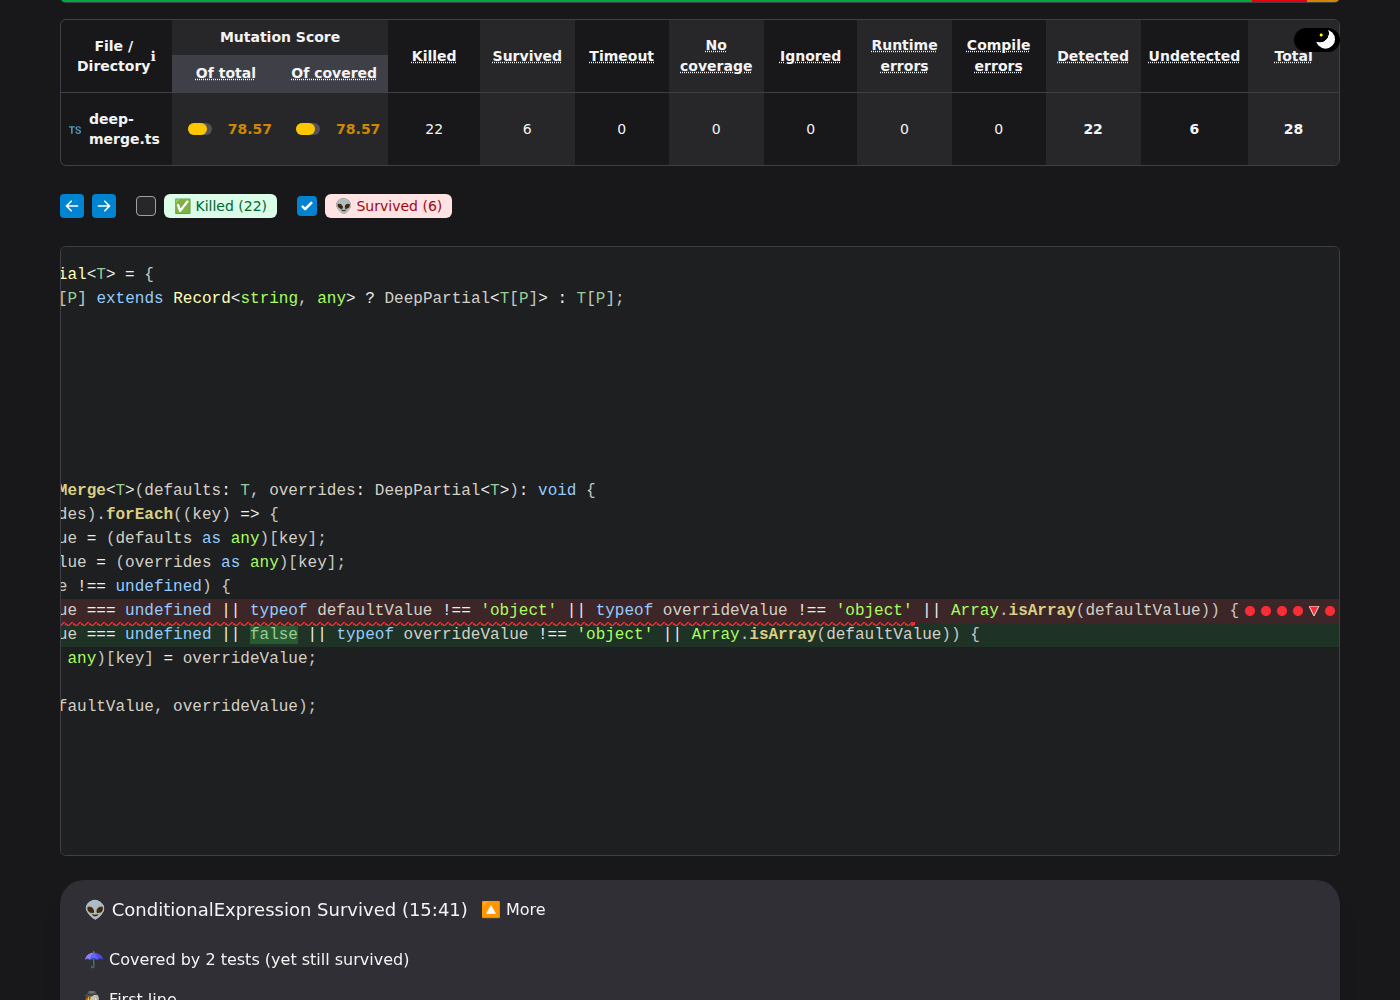 File / Directory ℹ Mutation Score Killed Survived Timeout No coverage Ignored Runtime errors Compile errors Detected Undetected Total
Of total Of covered
TS deep-merge.ts 78.57 78.57 22 6 0 0 0 0 0 22 6 28
✅ Killed (22) 👽 Survived (6)
ial<T> = {
[P] extends Record<string, any> ? DeepPartial<T[P]> : T[P];
Merge<T>(defaults: T, overrides: DeepPartial<T>): void {
des).forEach((key) => {
ue = (defaults as any)[key];
lue = (overrides as any)[key];
e !== undefined) {
ue === undefined || typeof defaultValue !== 'object' || typeof overrideValue !== 'object' || Array.isArray(defaultValue)) {
ue === undefined || false || typeof overrideValue !== 'object' || Array.isArray(defaultValue)) {
any)[key] = overrideValue;
faultValue, overrideValue);
👽 ConditionalExpression Survived (15:41) 🔼 More
☂️ Covered by 2 tests (yet still survived)
First line